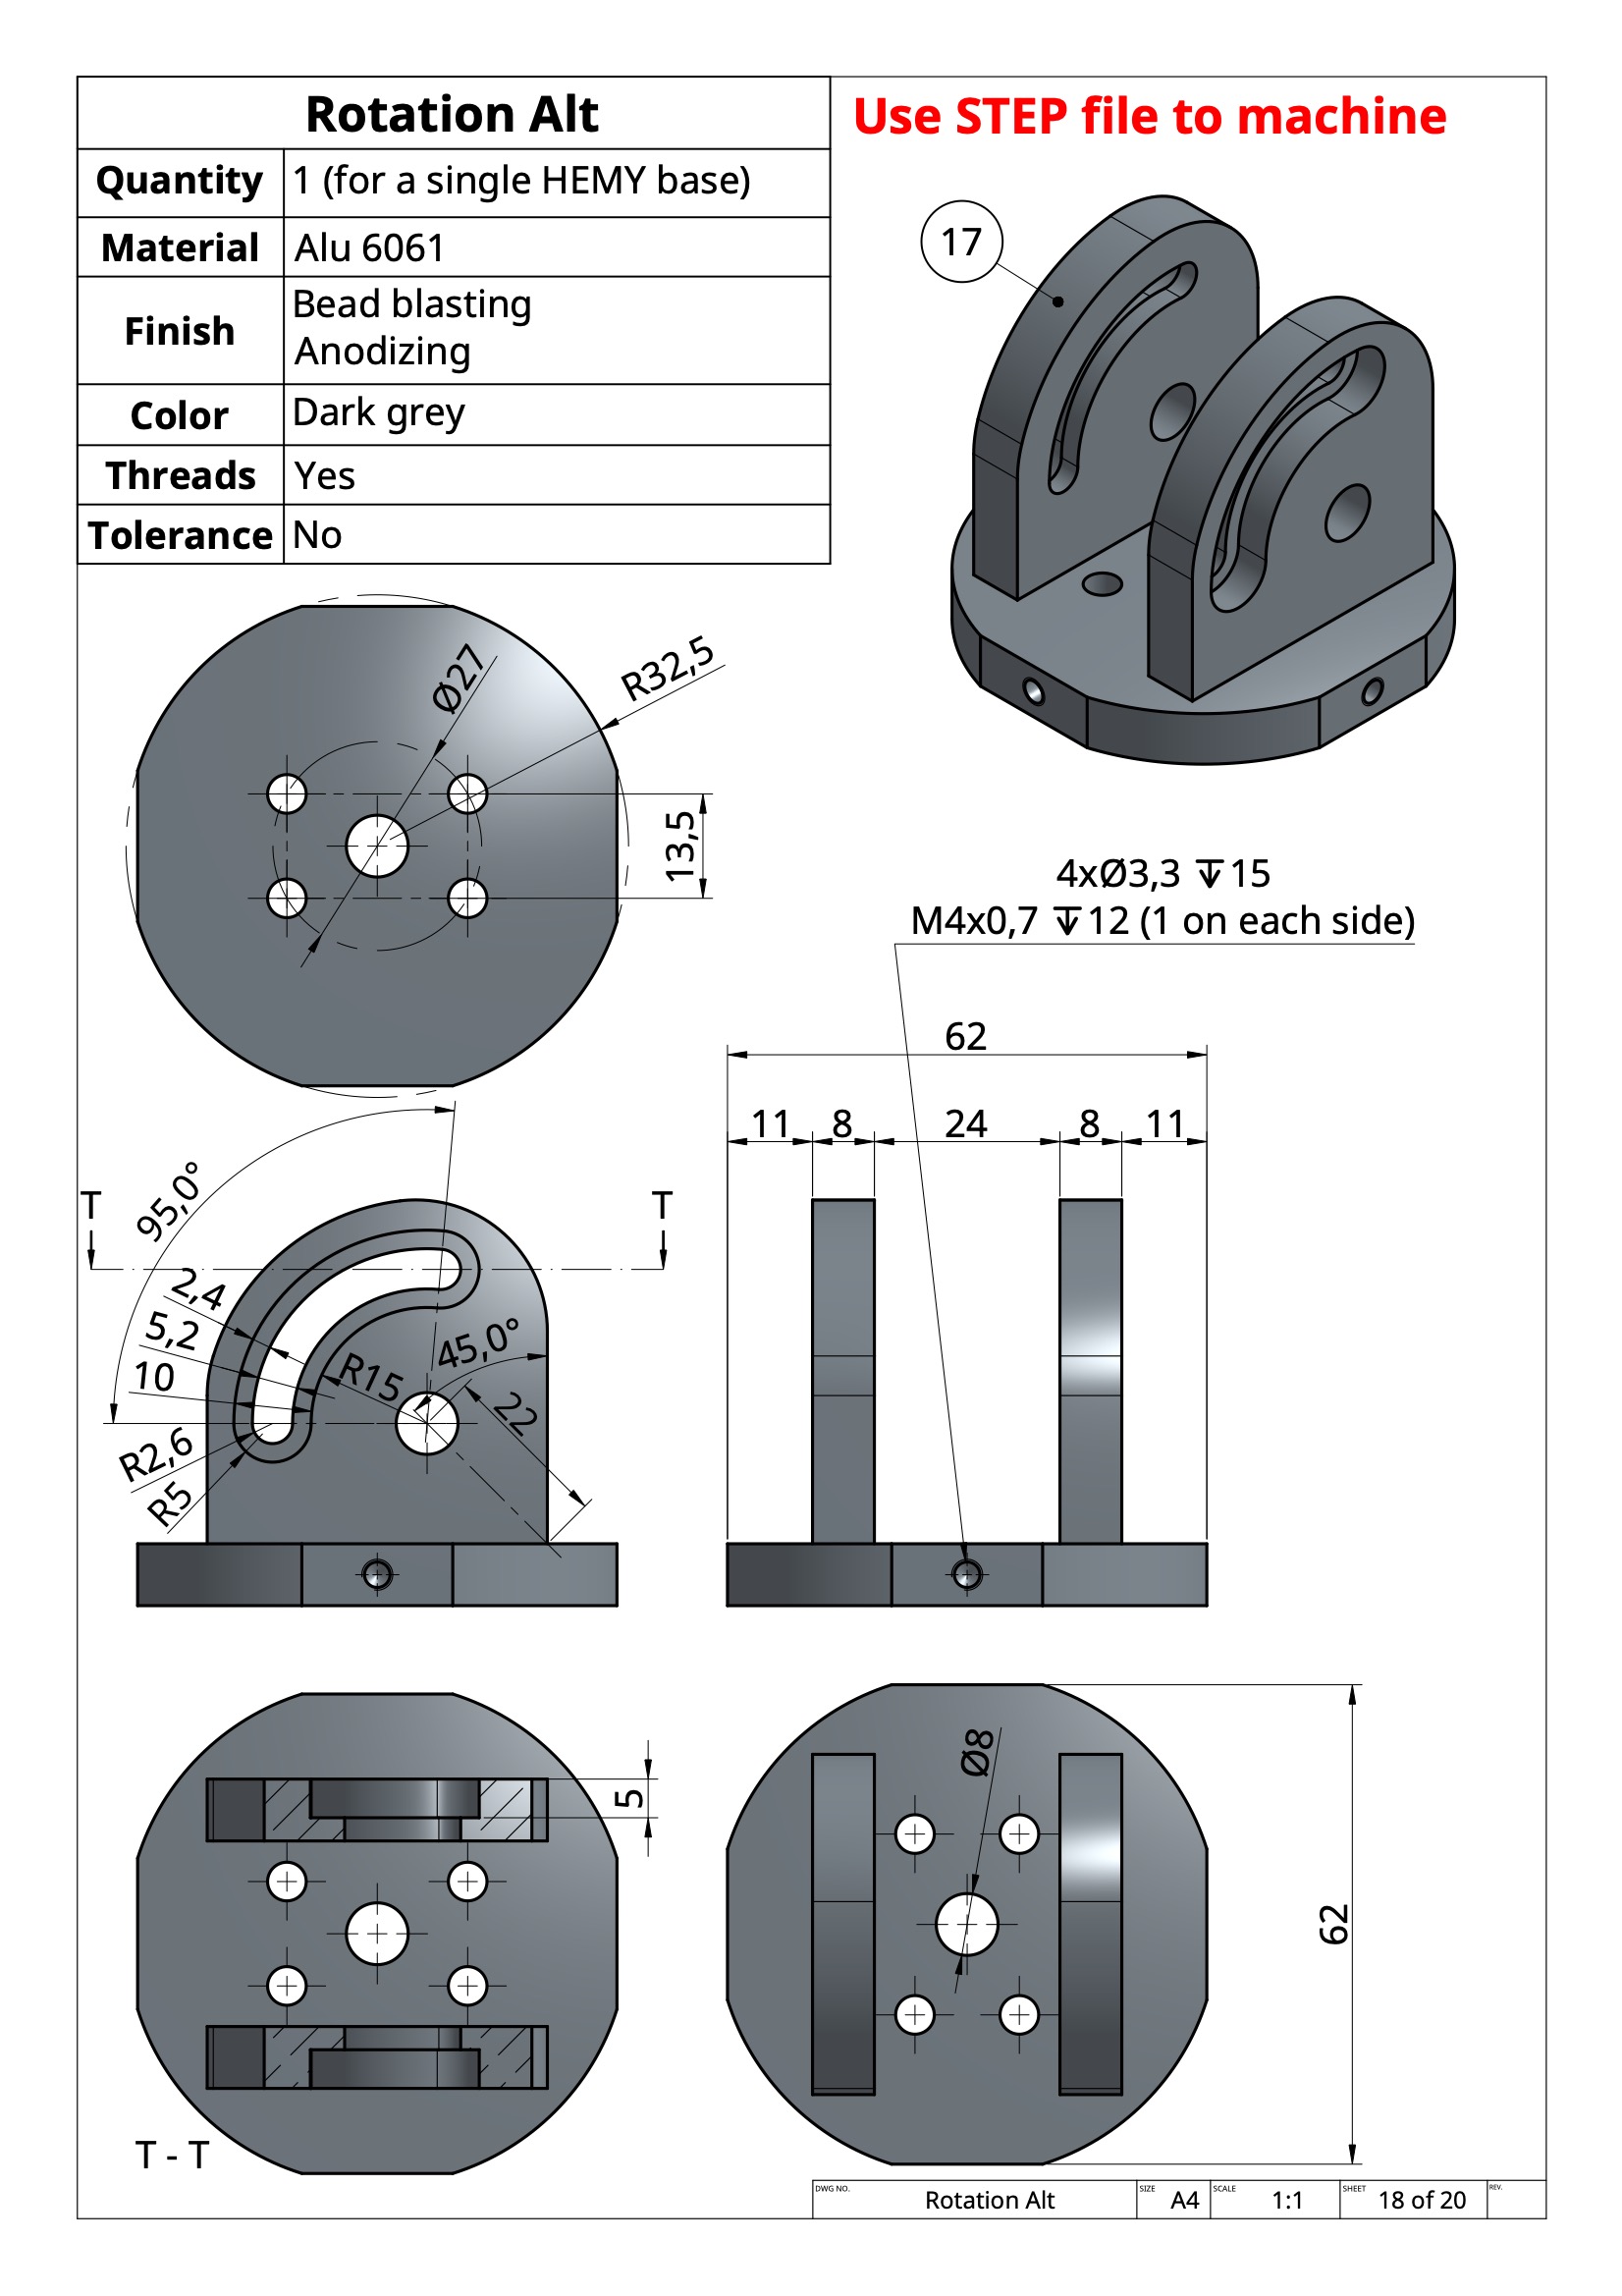 Rotation Alt
Use STEP file to machine
Quantity 1 (for a single HEMY base)
Material Alu 6061
Finish Bead blasting
Anodizing
Color Dark grey
Threads Yes
Tolerance No
17
Ø27
R32,5
13,5
4xØ3,3 ↧15
M4x0,7 ↧12 (1 on each side)
62
11 8 24 8 11
95,0°
T T
2,4
5,2
10
R15
45,0°
22
R2,6
R5
5
Ø8
62
T - T
DWG NO. Rotation Alt SIZE A4 SCALE 1:1 SHEET 18 of 20 REV.